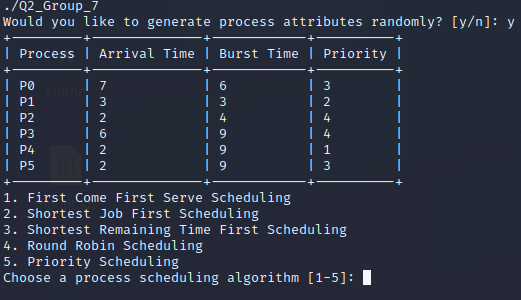 ./Q2_Group_7
Would you like to generate process attributes randomly? [y/n]: y
+---------+--------------+------------+----------+
| Process | Arrival Time | Burst Time | Priority |
+---------+--------------+------------+----------+
| P0 | 7 | 6 | 3 |
| P1 | 3 | 3 | 2 |
| P2 | 2 | 4 | 4 |
| P3 | 6 | 9 | 4 |
| P4 | 2 | 9 | 1 |
| P5 | 2 | 9 | 3 |
+---------+--------------+------------+----------+
1. First Come First Serve Scheduling
2. Shortest Job First Scheduling
3. Shortest Remaining Time First Scheduling
4. Round Robin Scheduling
5. Priority Scheduling
Choose a process scheduling algorithm [1-5]: